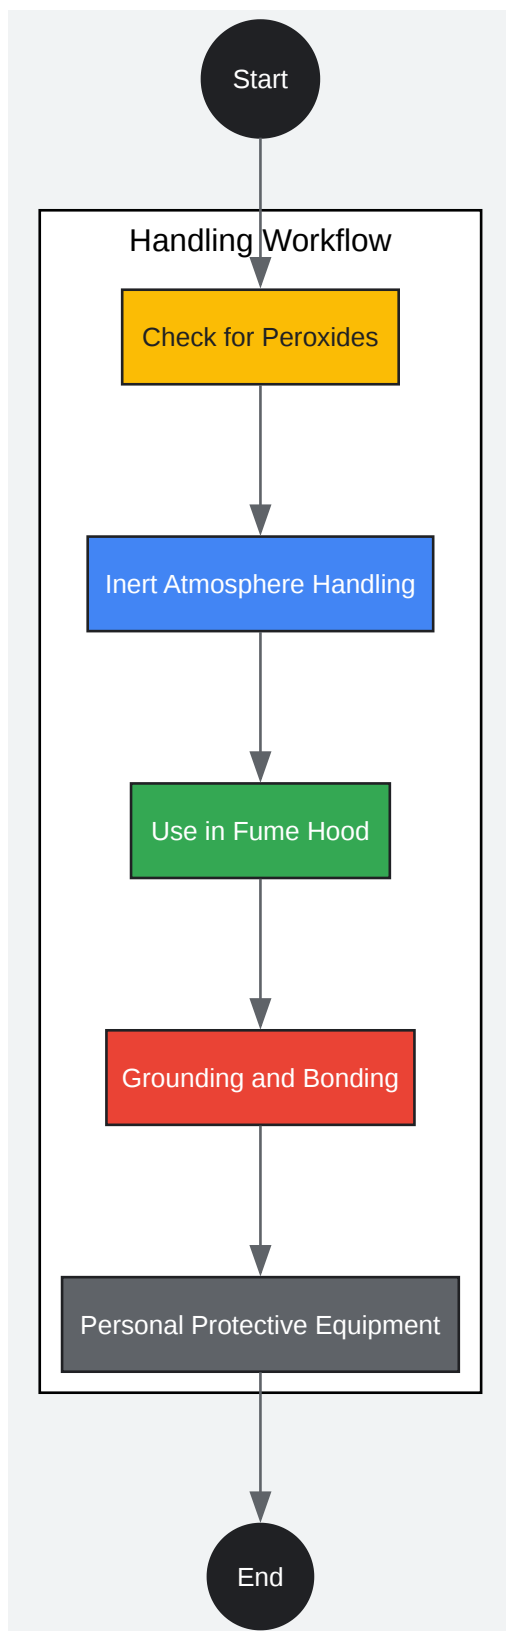 Start
Handling Workflow
Check for Peroxides
Inert Atmosphere Handling
Use in Fume Hood
Grounding and Bonding
Personal Protective Equipment
End